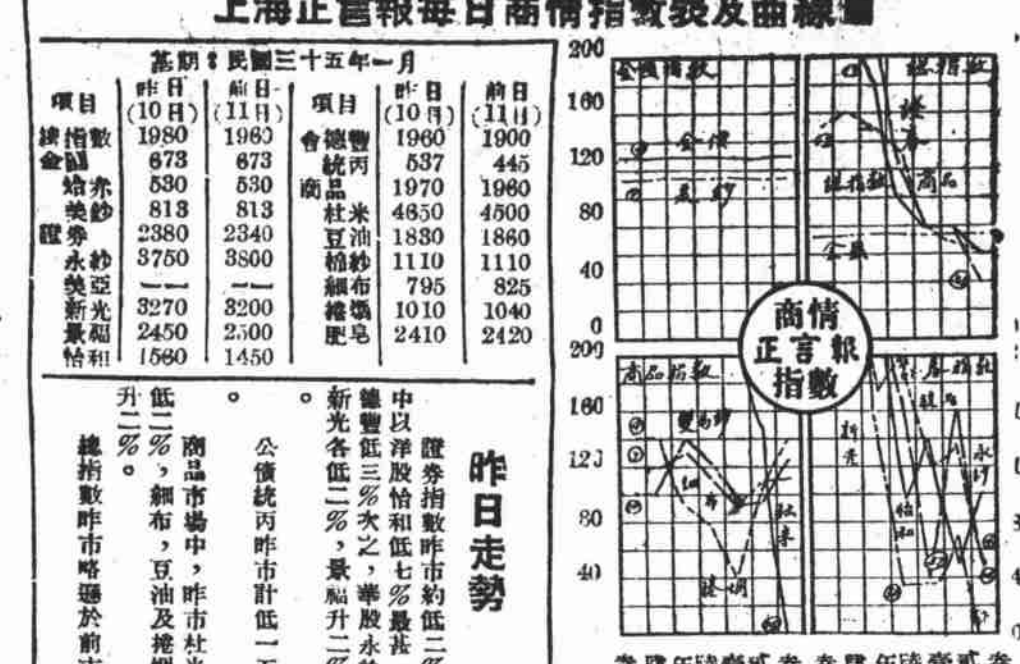 上海正言報每日商情指數表及曲線圖
基期：民國三十五年一月
項目 昨日(10日) 前日(11日) 項目 昨日(10日) 前日(11日)
總指數 1980 1960 會德豐 1960 1900
金 673 673 統丙 537 445
530 530 商品 1970 1960
美鈔 813 813 杜米 4650 4500
證券 2380 2340 豆油 1830 1860
永紗 3750 3800 棉紗 1110 1110
美亞 —— —— 細布 795 825
新光 3270 3200 捲煙 1010 1040
景福 2450 2500 肥皂 2410 2420
怡和 1560 1450
昨日走勢
證券指數昨市約低二%
中以洋股怡和低七%最甚
德豐低三%次之，華股永
新光各低二%，景福升二
。
公債統丙昨市計低一
。
商品市場中，昨市杜米
低二%，細布，豆油及捲
升二%。
總指數昨市略遜於前
200
160
120
80
40
0
200
160
120
80
40
金價
美鈔
總指數
商品
商情
正言報
指數
商品指數
雙馬紗
細布
捲烟
新光
怡和
永紗